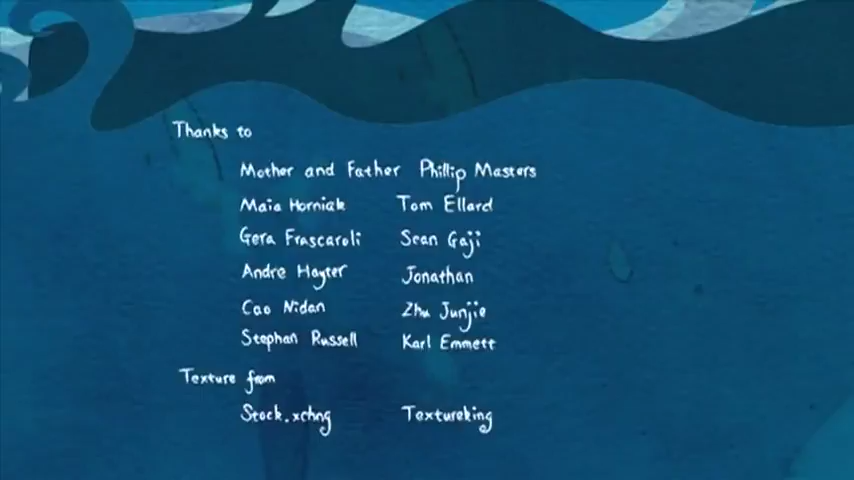 Thanks to
Mother and Father Phillip Masters
Maia Horniak Tom Ellard
Gera Frascaroli Sean Gaji
Andre Hayter Jonathan
Cao Nidan Zhu Junjie
Stephan Russell Karl Emmett
Texture from
Stock.xchng Textureking